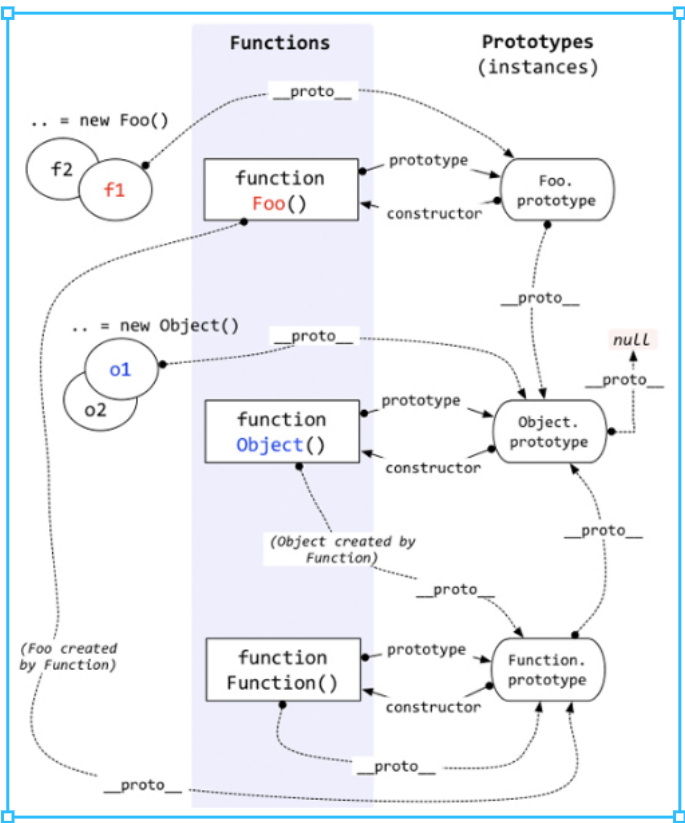 Functions
Prototypes
(instances)
__proto__
.. = new Foo()
f2
f1
function
Foo()
prototype
constructor
Foo.
prototype
__proto__
.. = new Object()
__proto__
null
__proto__
o1
o2
function
Object()
prototype
constructor
Object.
prototype
(Object created by
Function)
__proto__
__proto__
(Foo created
by Function)
function
Function()
prototype
constructor
Function.
prototype
__proto__
__proto__